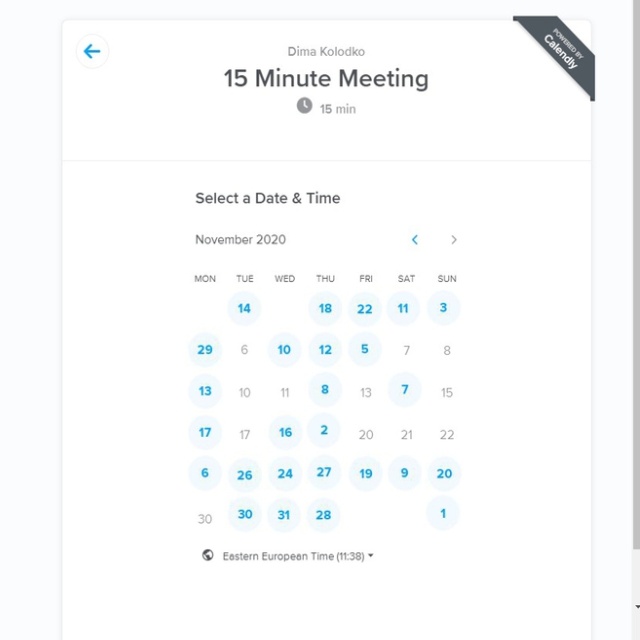 Dima Kolodko
15 Minute Meeting
15 min
POWERED BY
Calendly
Select a Date & Time
November 2020
MON TUE WED THU FRI SAT SUN
14 18 22 11 3
29 6 10 12 5 7 8
13 10 11 8 13 7 15
17 17 16 2 20 21 22
6 26 24 27 19 9 20
30 30 31 28 1
Eastern European Time (11:38)